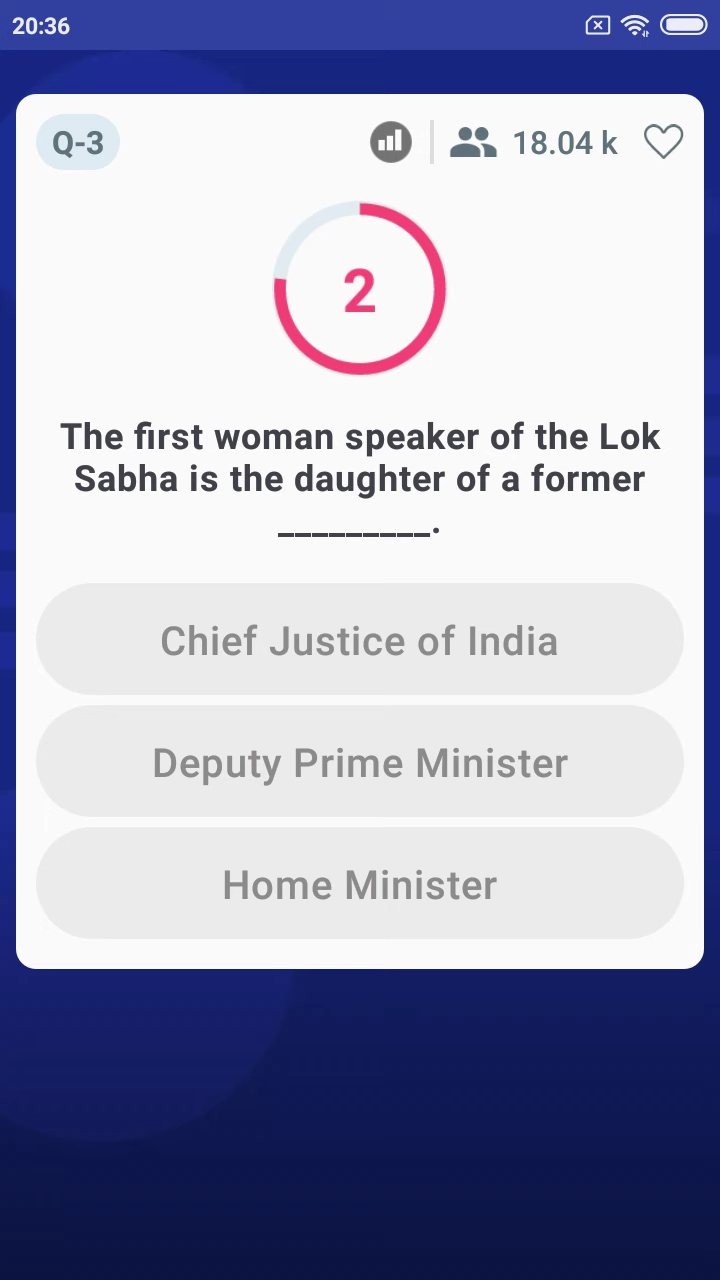 20:36
Q-3
18.04 k
2
The first woman speaker of the Lok
Sabha is the daughter of a former
_________.
Chief Justice of India
Deputy Prime Minister
Home Minister